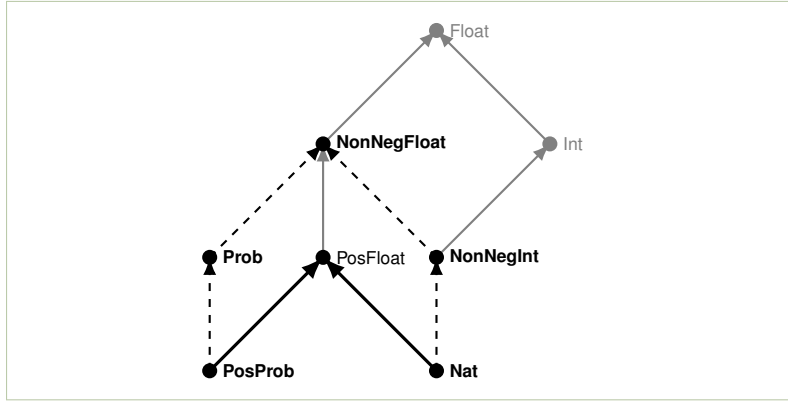 Float
NonNegFloat
Int
Prob
PosFloat
NonNegInt
PosProb
Nat